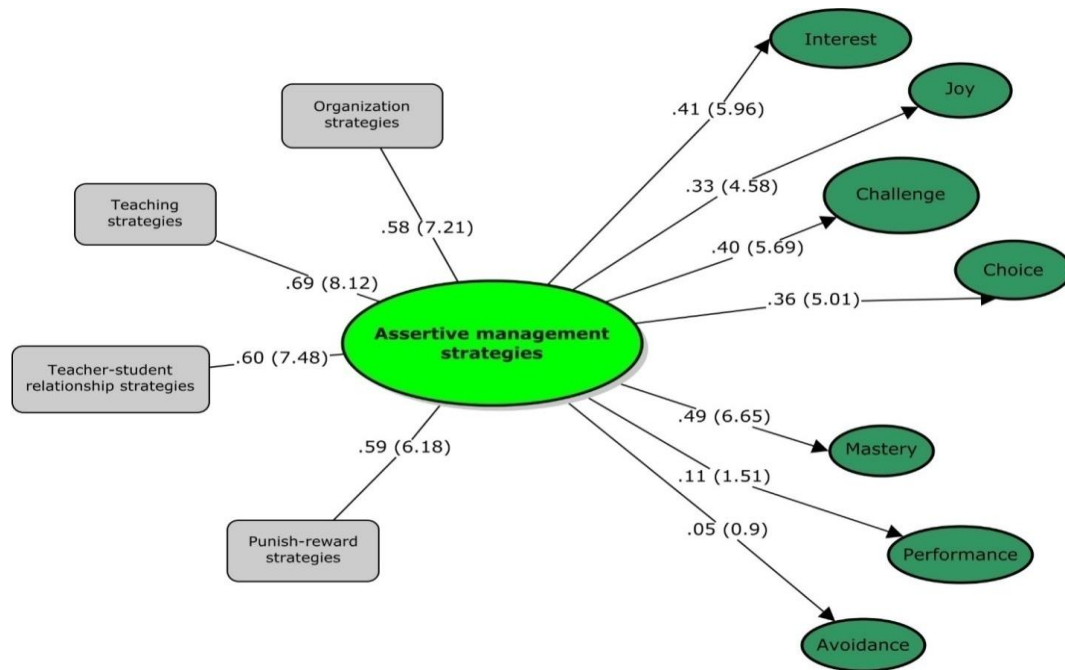 Interest
Joy
.41 (5.96)
Organization
strategies
.33 (4.58)
Challenge
Teaching
strategies
.58 (7.21)
.40 (5.69)
Choice
.69 (8.12)
.36 (5.01)
Assertive management
strategies
Teacher-student
relationship strategies
.60 (7.48)
.49 (6.65)
Mastery
.59 (6.18)
.11 (1.51)
.05 (0.9)
Punish-reward
strategies
Performance
Avoidance